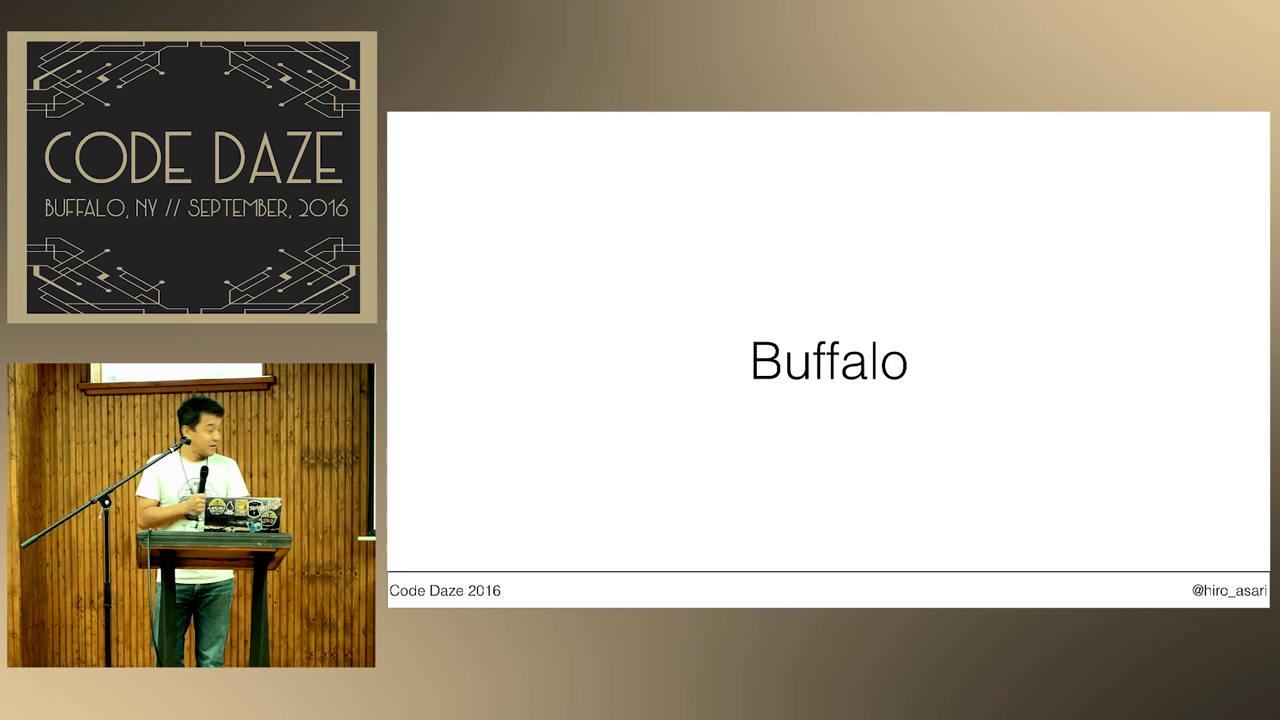 CODE DAZE
BUFFALO, NY // SEPTEMBER, 2016
Buffalo
Code Daze 2016
@hiro_asari